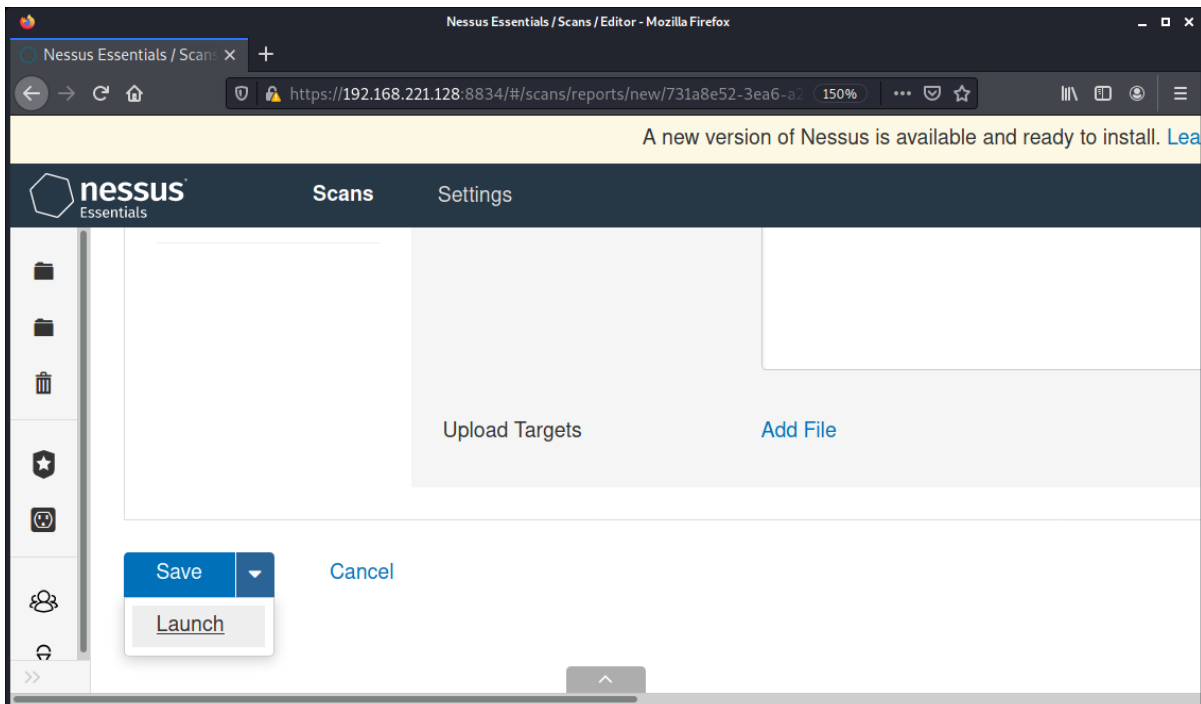 Nessus Essentials / Scans / Editor - Mozilla Firefox
Nessus Essentials / Scans
https://192.168.221.128:8834/#/scans/reports/new/731a8e52-3ea6-a2 150%
A new version of Nessus is available and ready to install. Lea
nessus Scans Settings
Essentials
Upload Targets Add File
Save Cancel
Launch